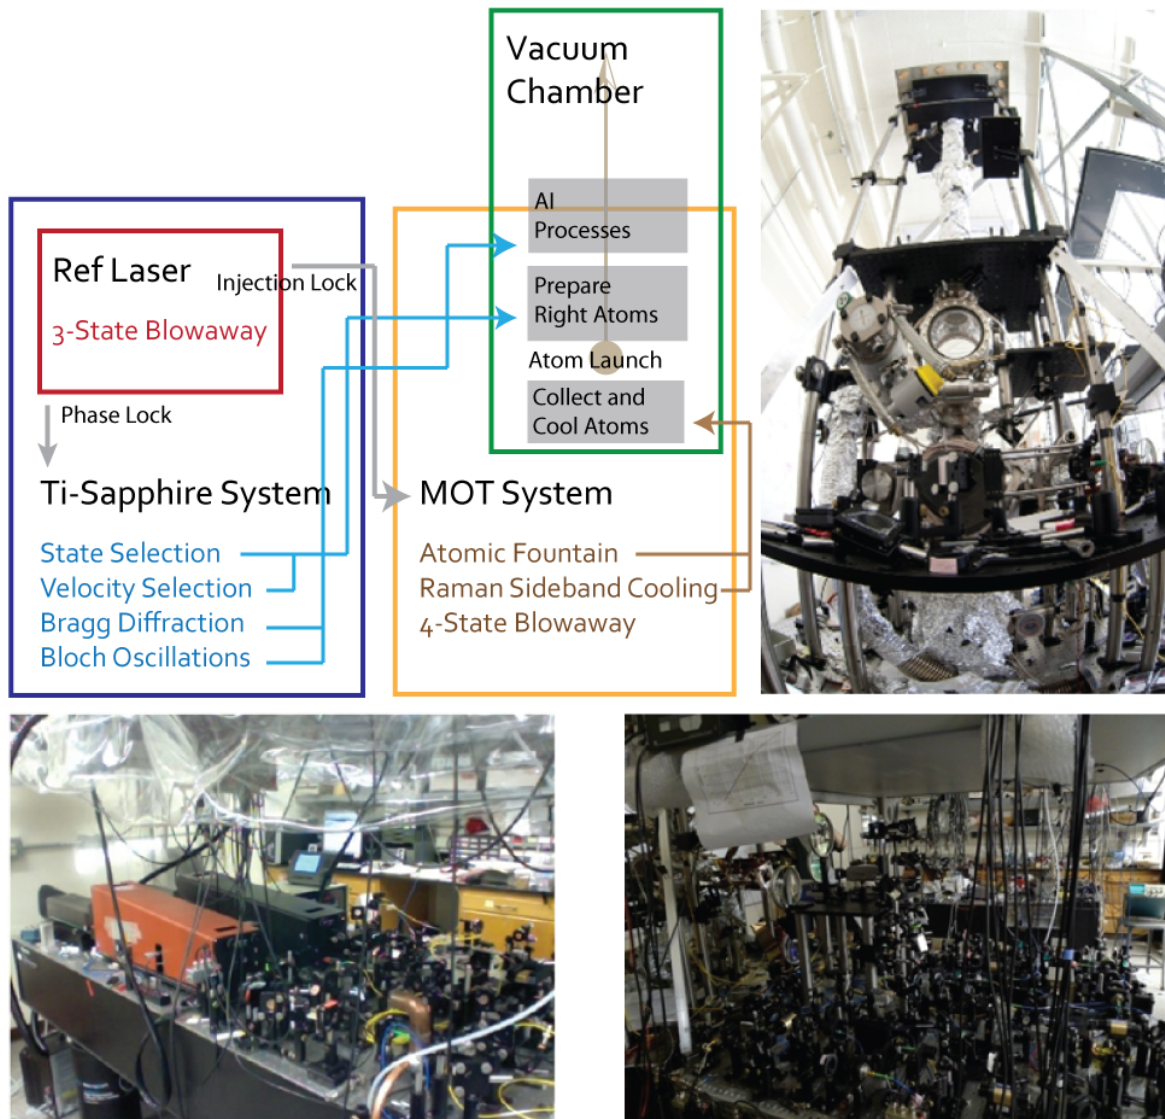 Vacuum
Chamber
AI
Processes
Prepare
Right Atoms
Atom Launch
Collect and
Cool Atoms
Ref Laser
Injection Lock
3-State Blowaway
Phase Lock
Ti-Sapphire System
State Selection
Velocity Selection
Bragg Diffraction
Bloch Oscillations
MOT System
Atomic Fountain
Raman Sideband Cooling
4-State Blowaway